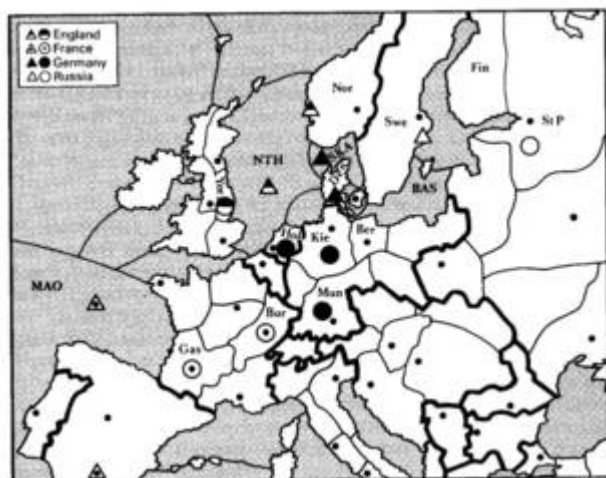 England
France
Germany
Russia
Nor
Fin
Swe
St P
NTH
BAS
Kie
Ber
Mun
MAO
Bur
Gas